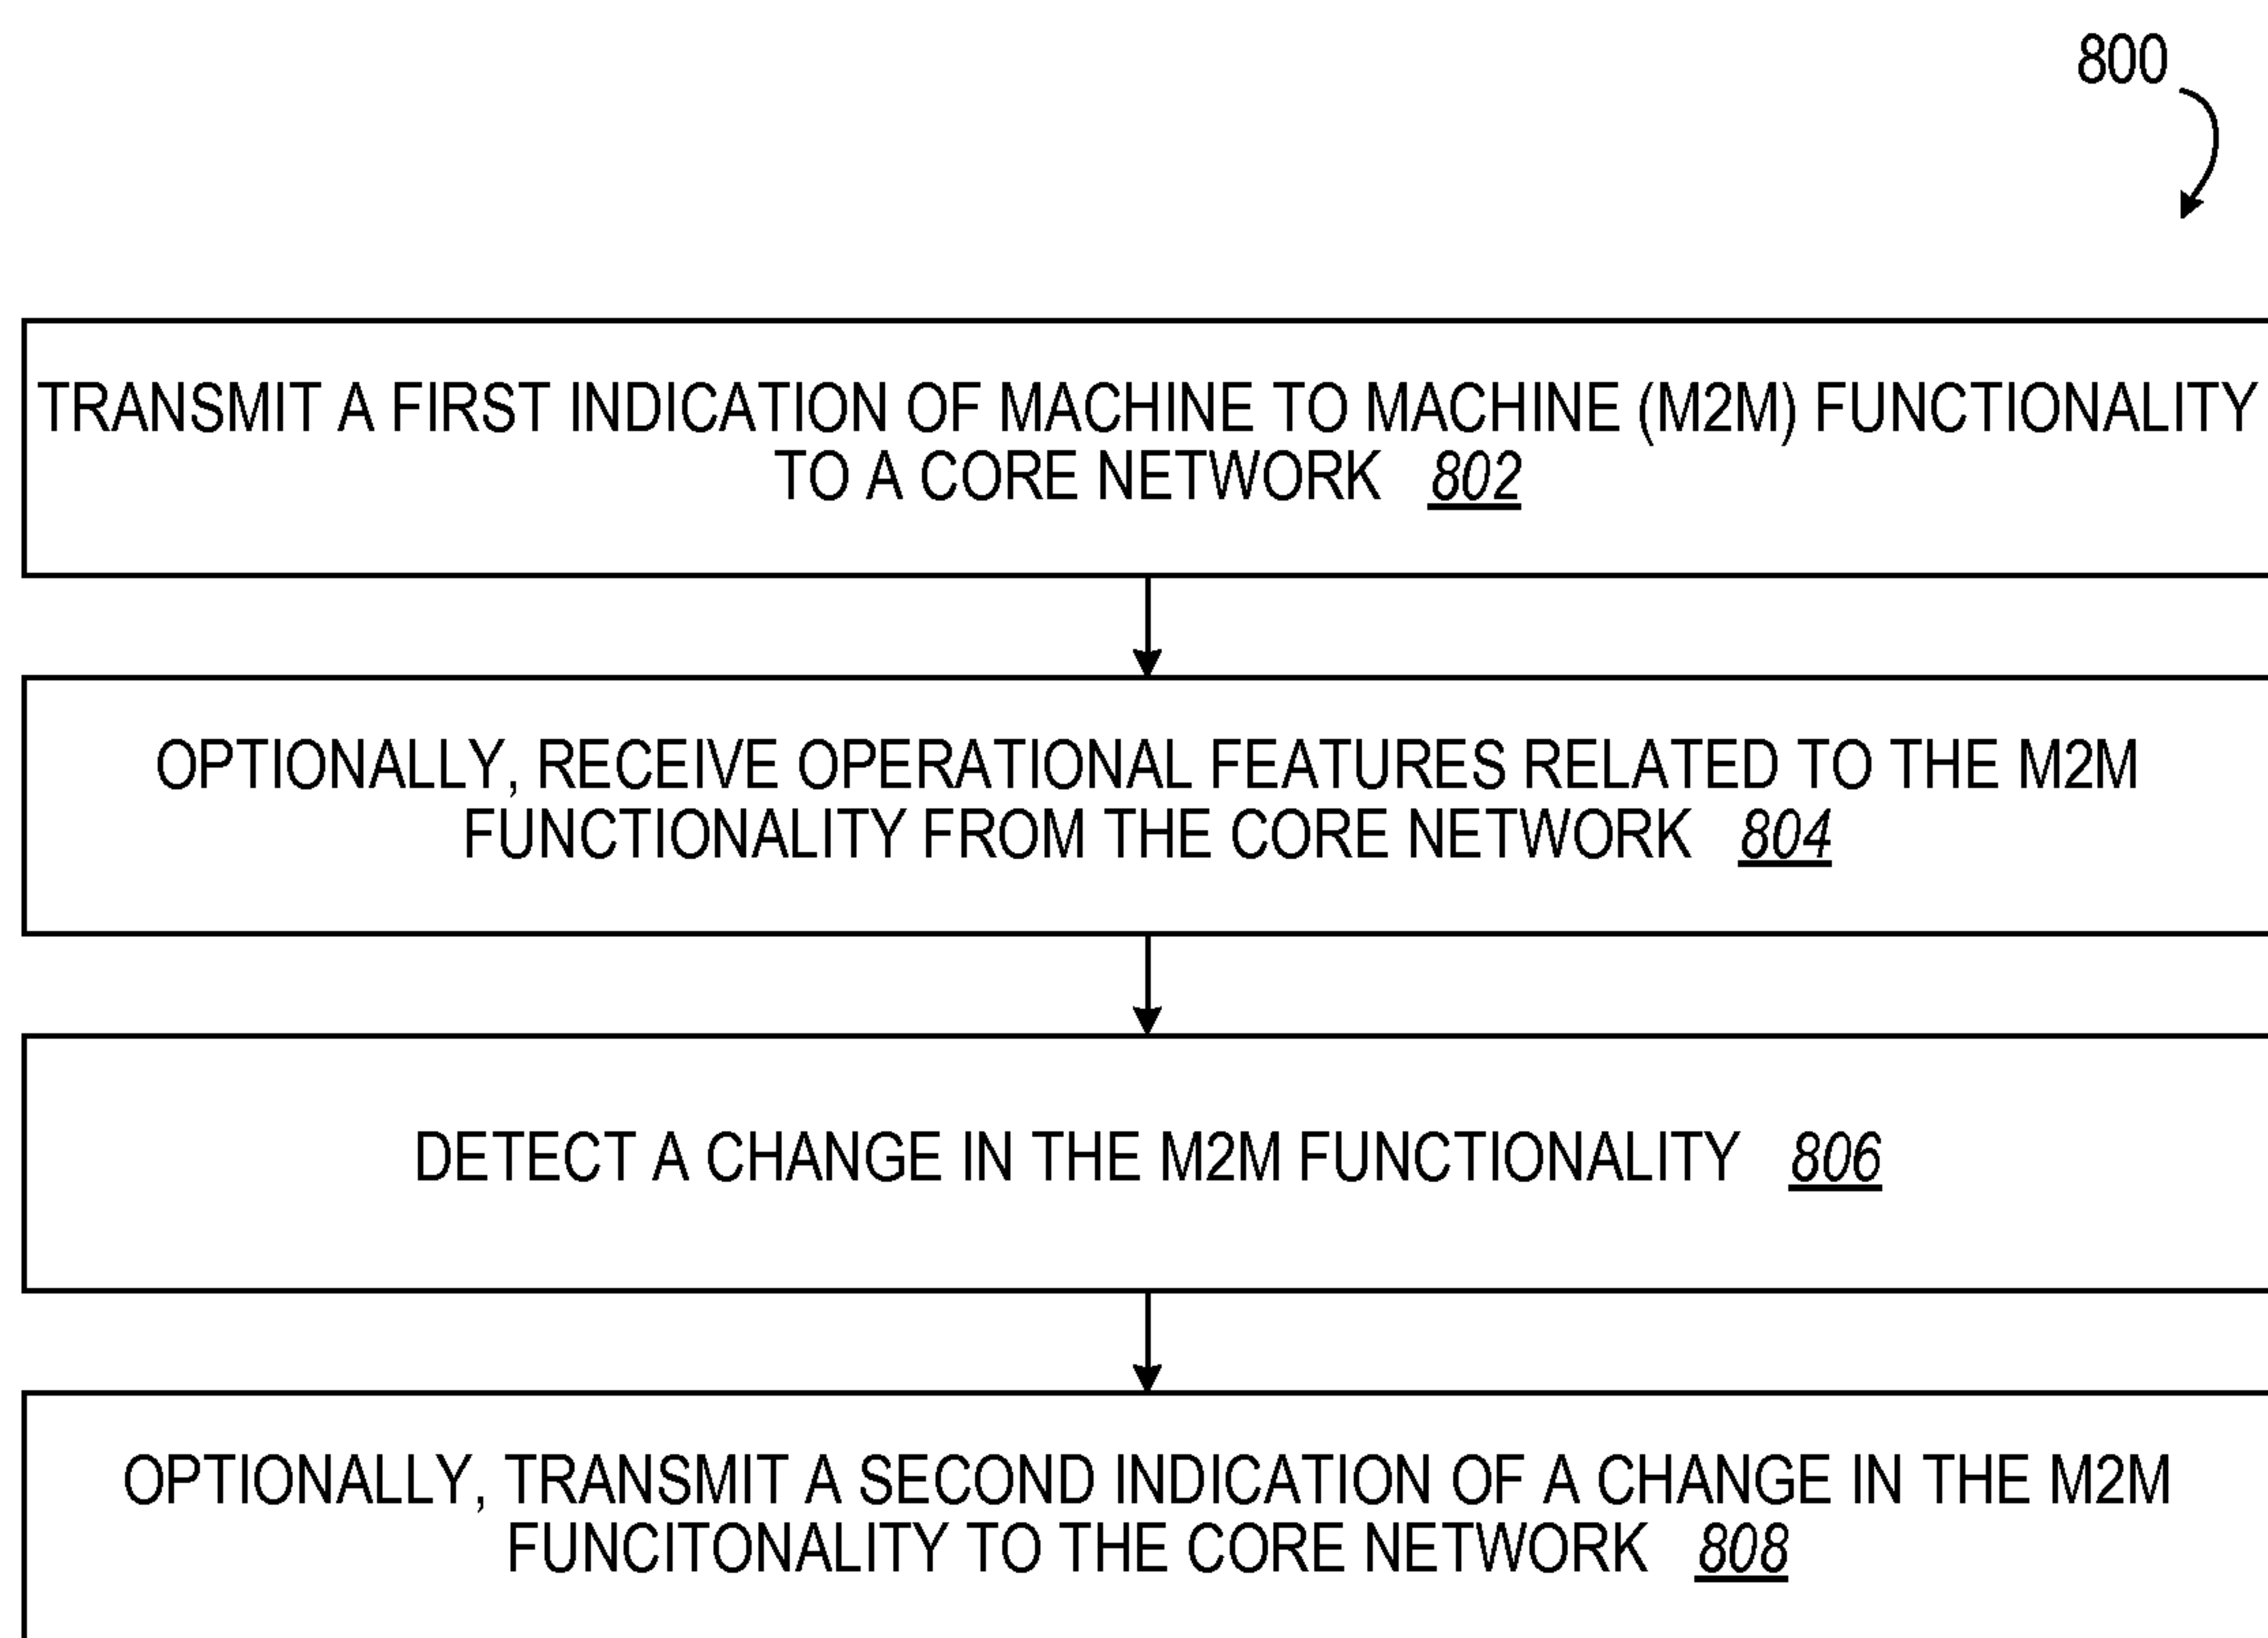 800
TRANSMIT A FIRST INDICATION OF MACHINE TO MACHINE (M2M) FUNCTIONALITY
TO A CORE NETWORK 802
OPTIONALLY, RECEIVE OPERATIONAL FEATURES RELATED TO THE M2M
FUNCTIONALITY FROM THE CORE NETWORK 804
DETECT A CHANGE IN THE M2M FUNCTIONALITY 806
OPTIONALLY, TRANSMIT A SECOND INDICATION OF A CHANGE IN THE M2M
FUNCITONALITY TO THE CORE NETWORK 808